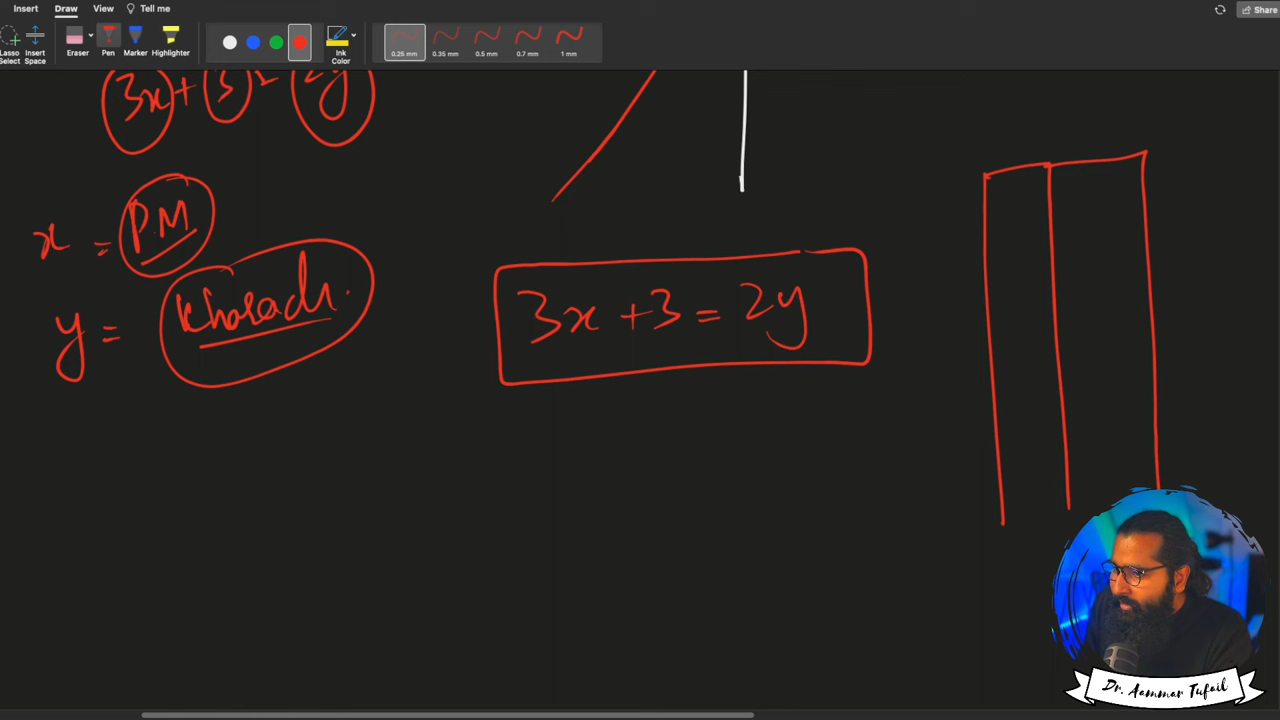 Insert Draw View Tell me
Share
Lasso Select
Insert Space
Eraser
Pen
Marker
Highlighter
Ink Color
0.25 mm 0.35 mm 0.5 mm 0.7 mm 1 mm
3x + 3 = 2y
x = P.M
y = Kharach.
3x + 3 = 2y
Dr. Aammar Tufail